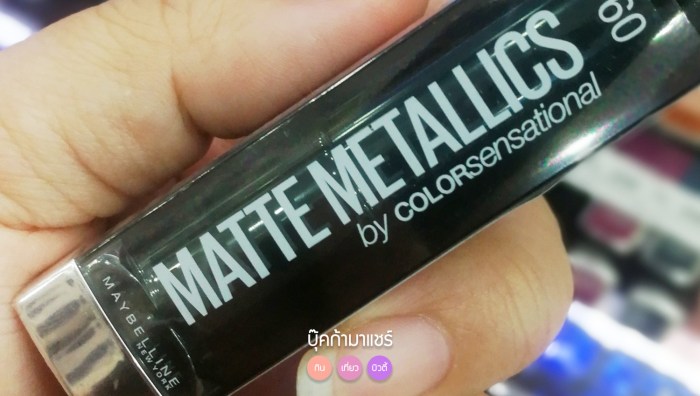 MATTE METALLICS
by COLORsensational
MAYBELLINE
NEW YORK
บุ๊คก้ามาแชร์
กิน เที่ยว บิวตี้